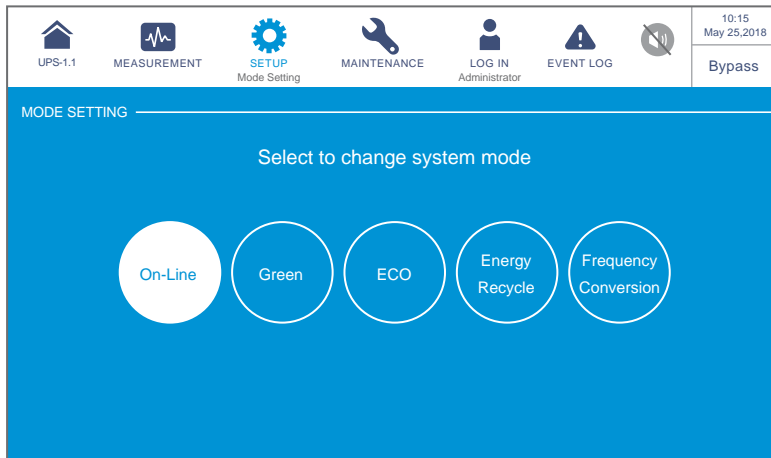 10:15
May 25,2018
UPS-1.1
MEASUREMENT
SETUP
Mode Setting
MAINTENANCE
LOG IN
Administrator
EVENT LOG
Bypass
MODE SETTING
Select to change system mode
On-Line
Green
ECO
Energy
Recycle
Frequency
Conversion